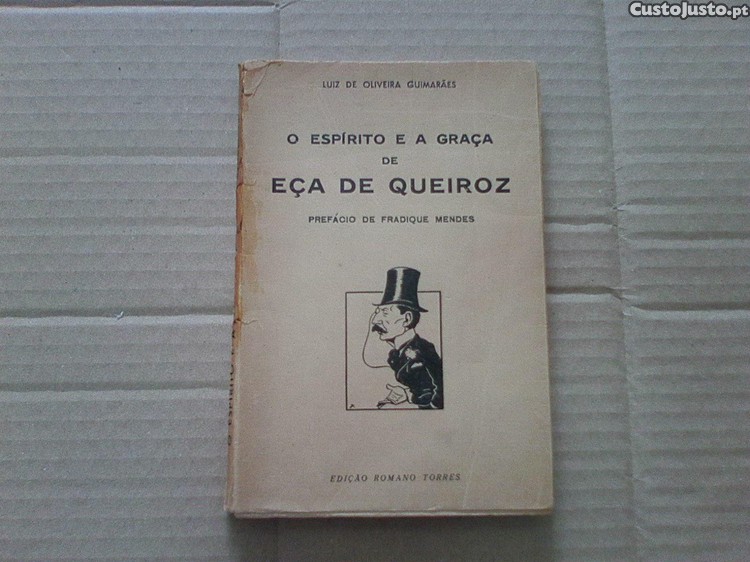 CustoJusto.pt
LUIZ DE OLIVEIRA GUIMARÃES
O ESPÍRITO E A GRAÇA
DE
EÇA DE QUEIROZ
PREFÁCIO DE FRADIQUE MENDES
EDIÇÃO ROMANO TORRES
O ESPÍRITO E A